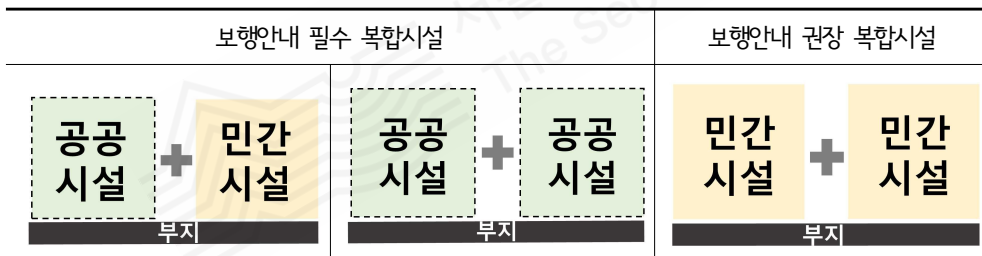 보행안내 필수 복합시설
보행안내 권장 복합시설
공공 민간 공공 공공 민간 민간
시설 시설 시설 시설 시설 시설
부지 부지 부지
The Seo